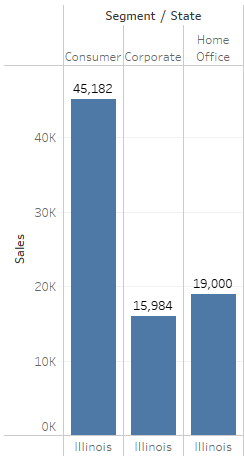 Segment / State
Consumer Corporate Home Office
45,182
15,984
19,000
Sales
40K
30K
20K
10K
0K
Illinois Illinois Illinois